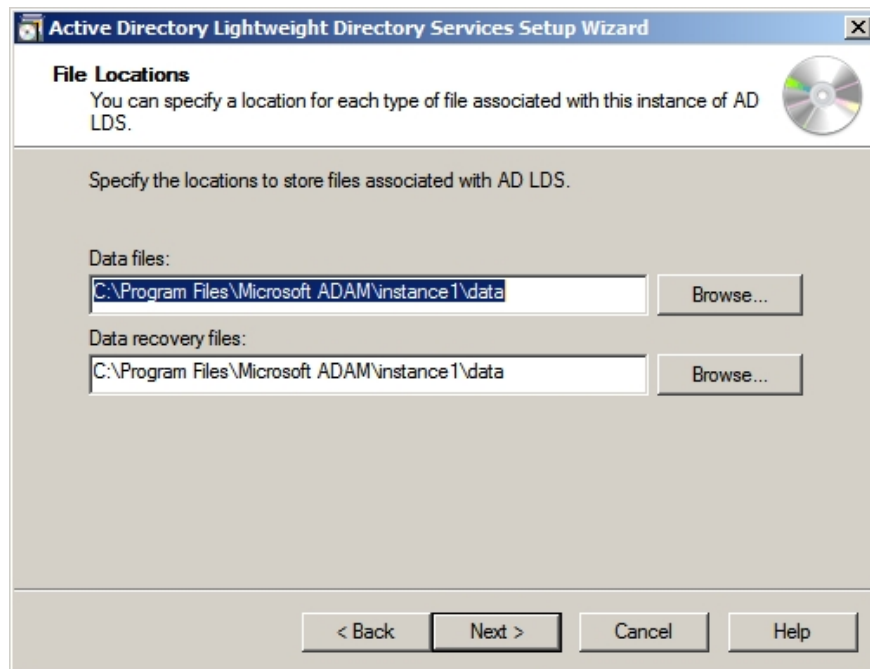 Active Directory Lightweight Directory Services Setup Wizard
File Locations
You can specify a location for each type of file associated with this instance of AD
LDS.
Specify the locations to store files associated with AD LDS.
Data files:
C:\Program Files\Microsoft ADAM\instance1\data
Browse...
Data recovery files:
C:\Program Files\Microsoft ADAM\instance1\data
Browse...
< Back Next > Cancel Help